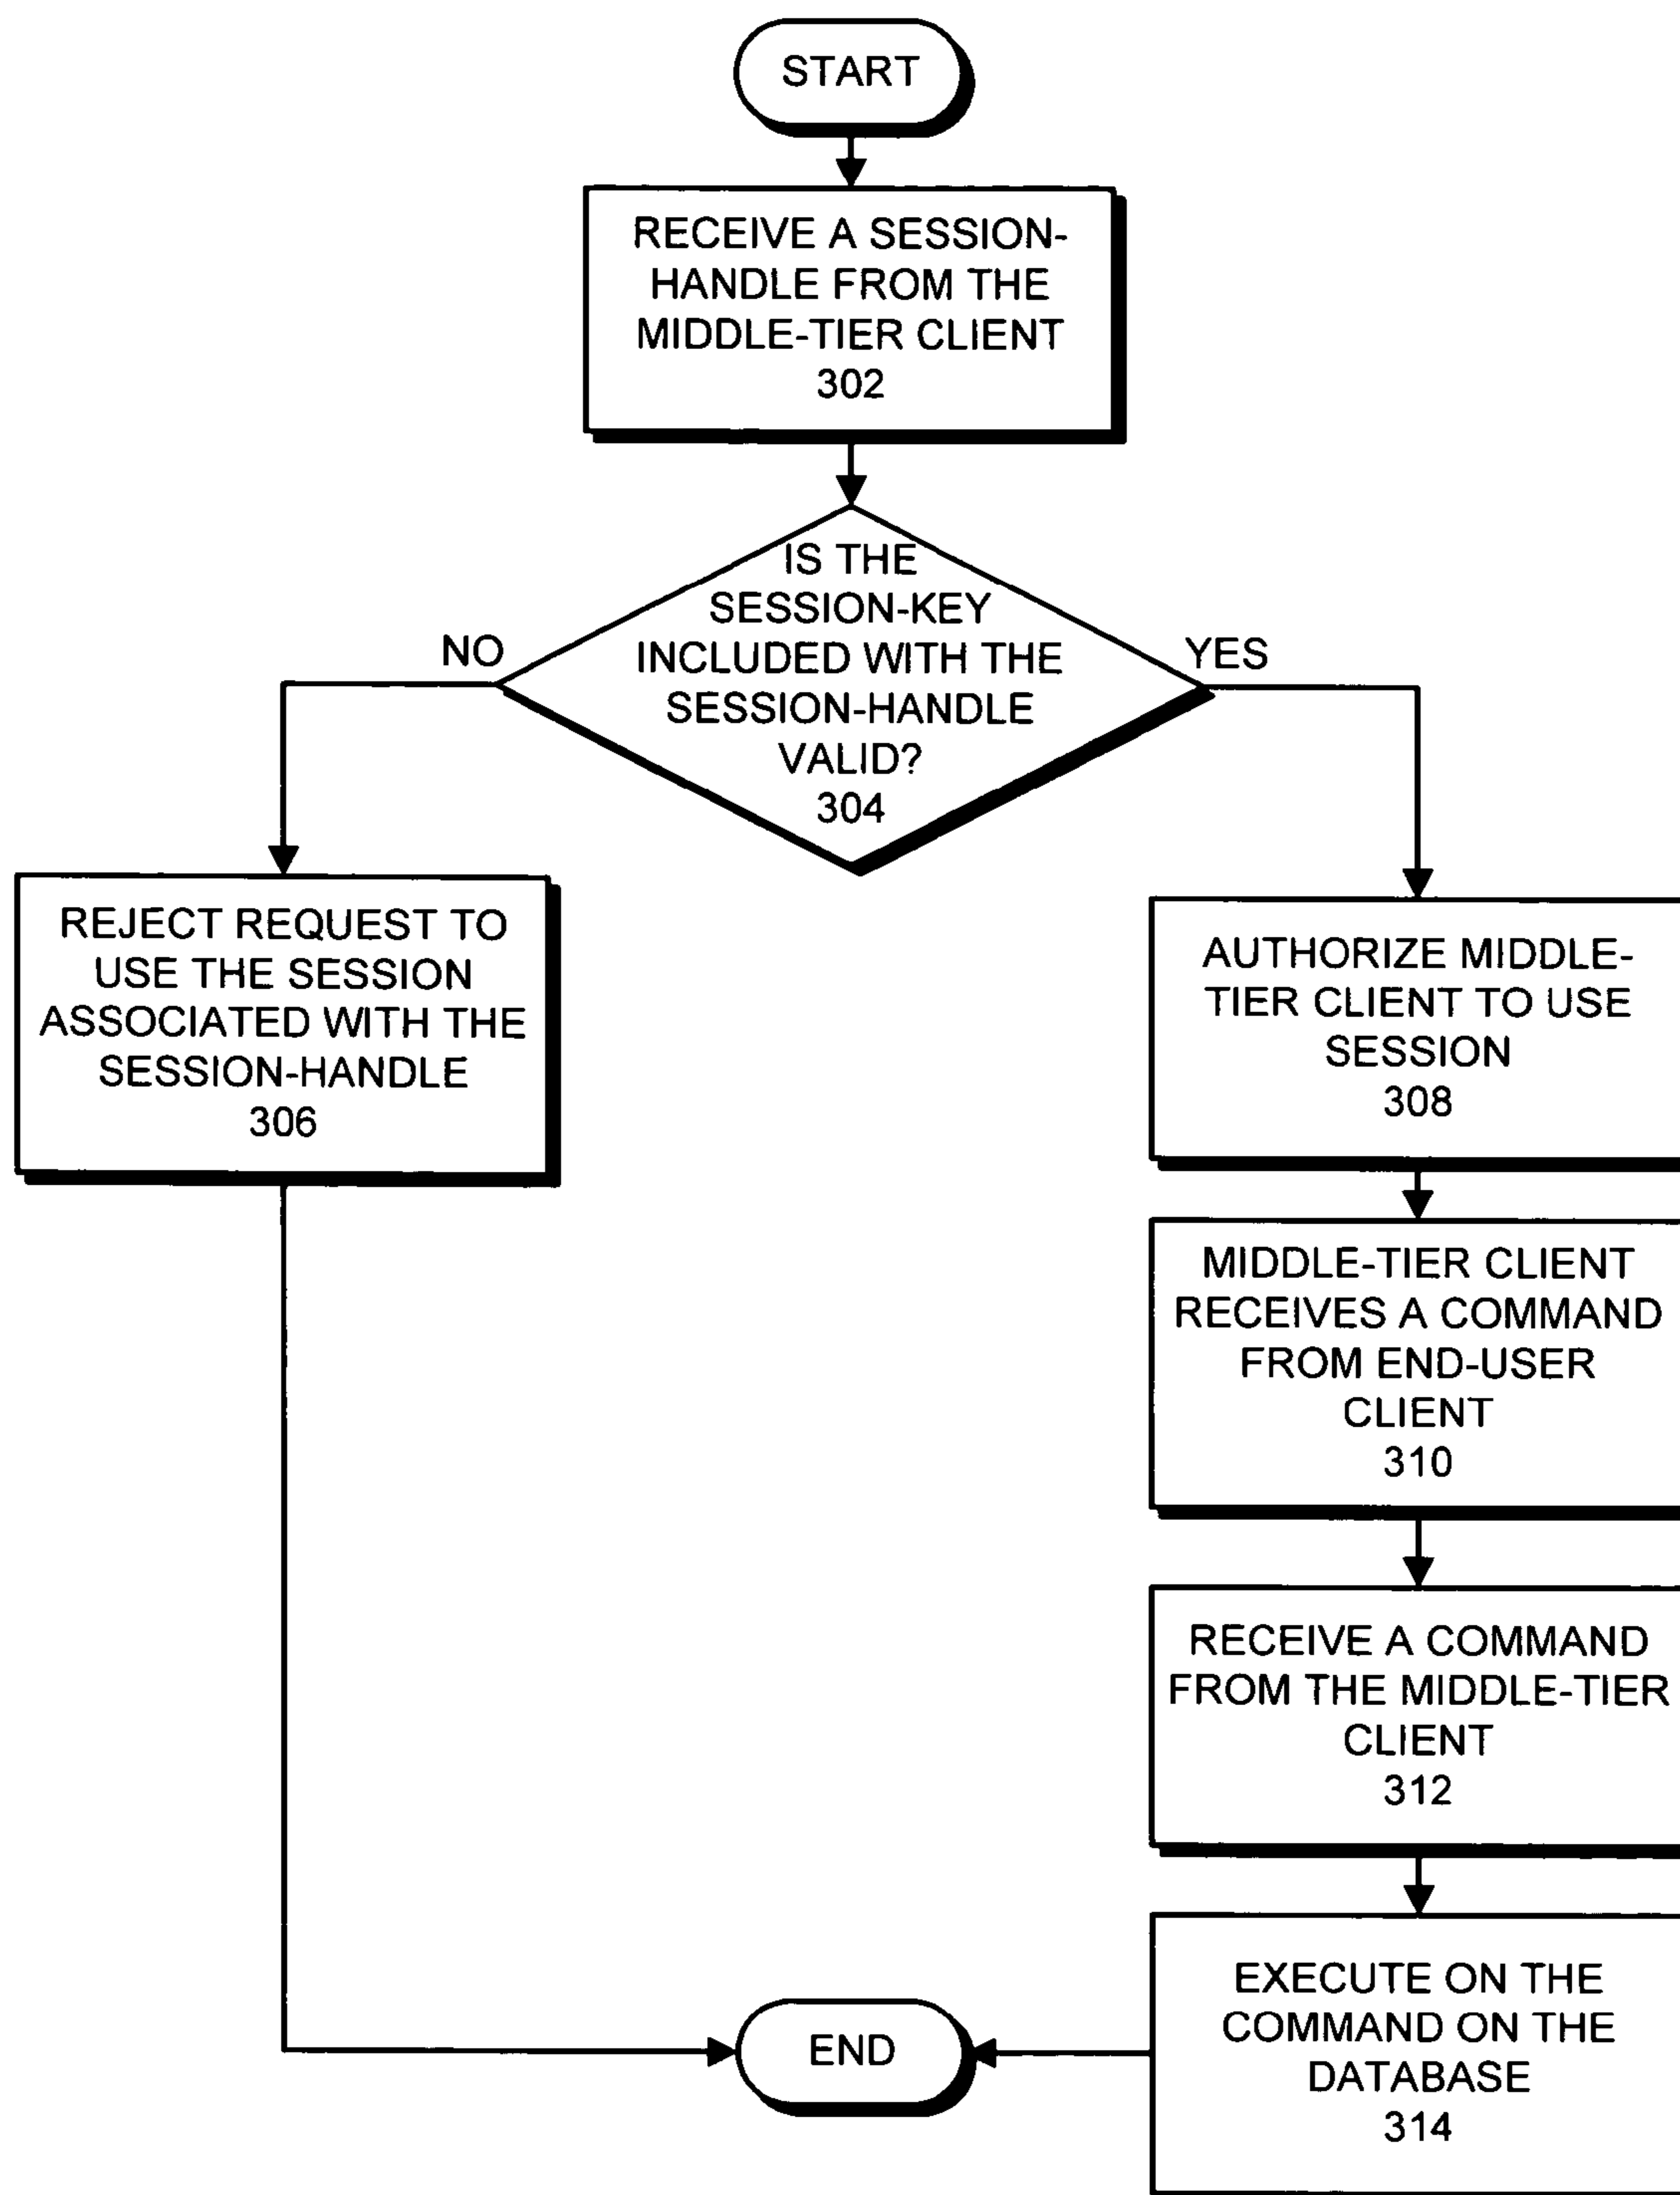 START
RECEIVE A SESSION-
HANDLE FROM THE
MIDDLE-TIER CLIENT
302
IS THE
SESSION-KEY
INCLUDED WITH THE
SESSION-HANDLE
VALID?
304
NO
YES
REJECT REQUEST TO
USE THE SESSION
ASSOCIATED WITH THE
SESSION-HANDLE
306
AUTHORIZE MIDDLE-
TIER CLIENT TO USE
SESSION
308
MIDDLE-TIER CLIENT
RECEIVES A COMMAND
FROM END-USER
CLIENT
310
RECEIVE A COMMAND
FROM THE MIDDLE-TIER
CLIENT
312
EXECUTE ON THE
COMMAND ON THE
DATABASE
314
END